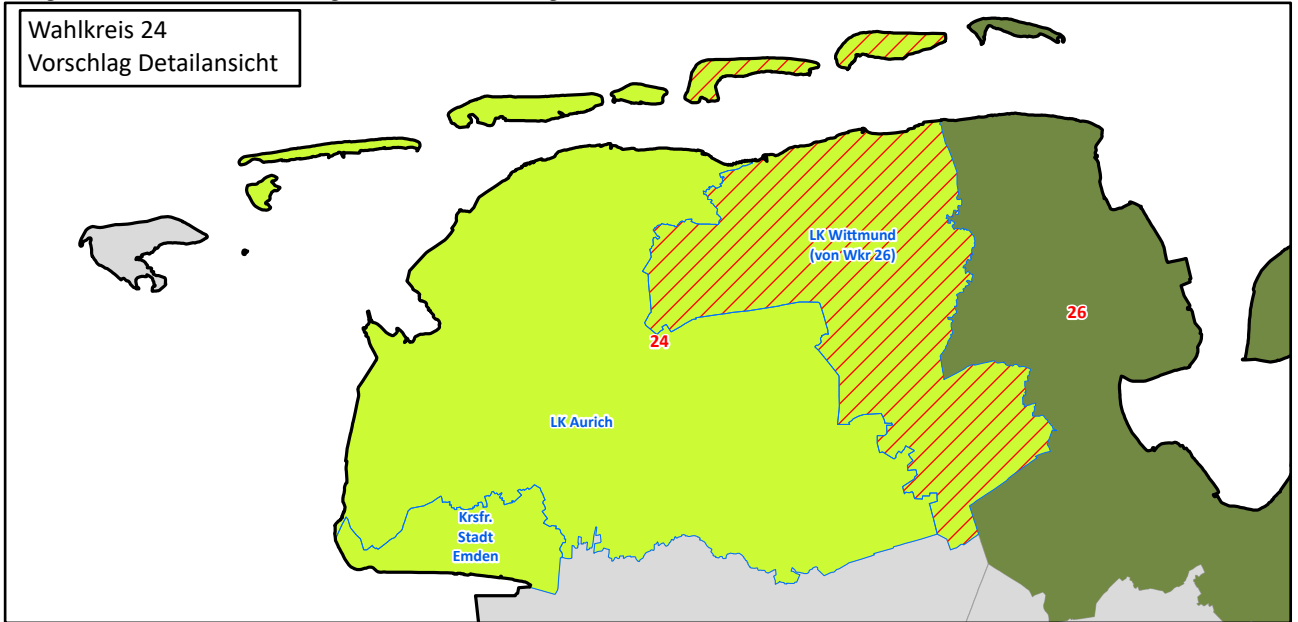 Wahlkreis 24
Vorschlag Detailansicht
LK Wittmund
(von Wkr 26)
26
24
LK Aurich
Krsfr.
Stadt
Emden